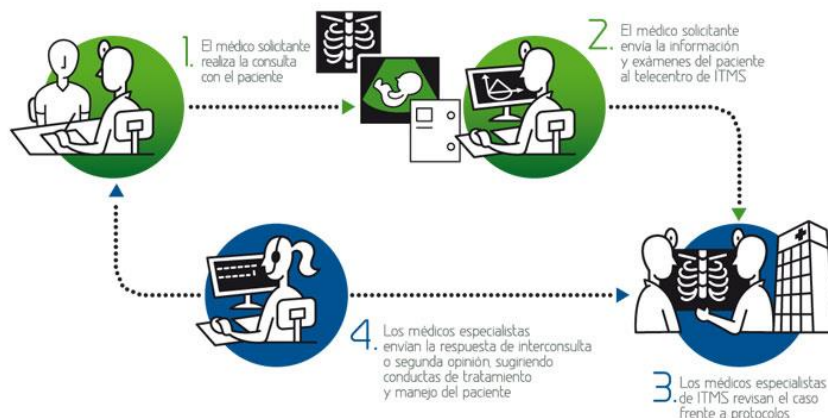 1. El médico solicitante
realiza la consulta
con el paciente
2. El médico solicitante
envía la información
y exámenes del paciente
al telecentro de ITMS
3. Los médicos especialistas
de ITMS revisan el caso
frente a protocolos
4. Los médicos especialistas
envían la respuesta de interconsulta
o segunda opinión, sugiriendo
conductas de tratamiento
y manejo del paciente